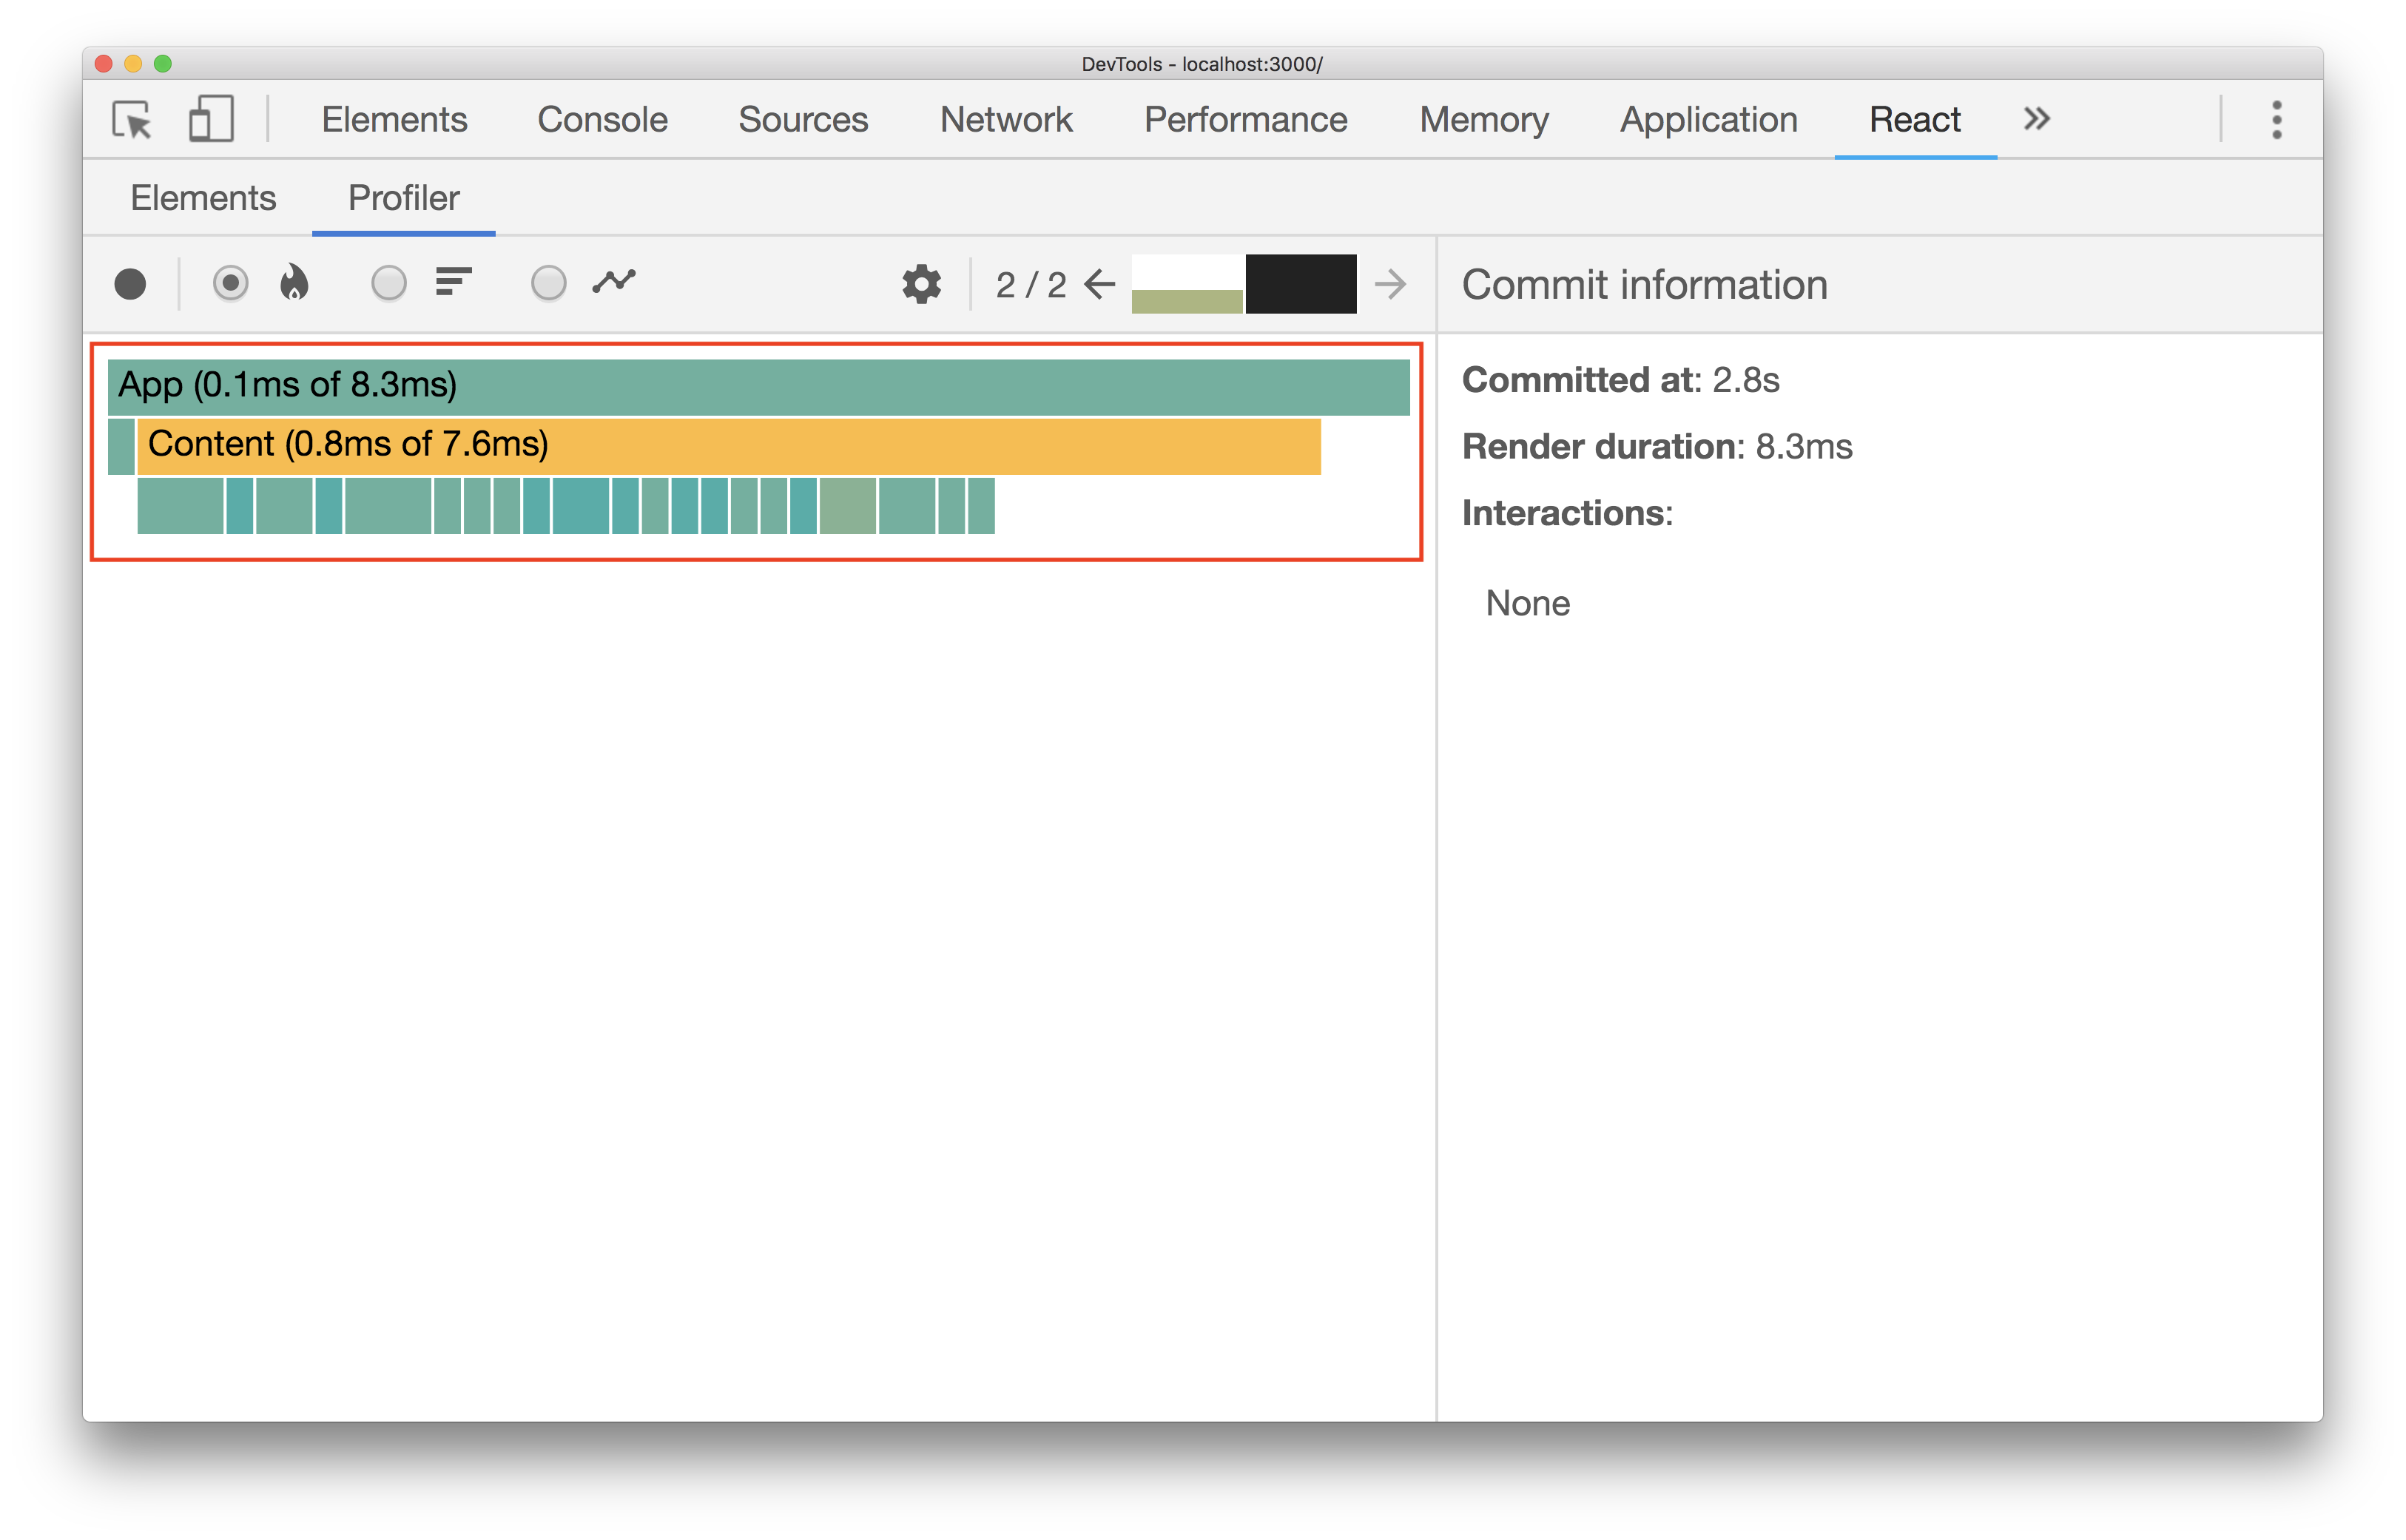 DevTools - localhost:3000/
Elements Console Sources Network Performance Memory Application React
Elements Profiler
2 / 2
Commit information
App (0.1ms of 8.3ms)
Content (0.8ms of 7.6ms)
Committed at: 2.8s
Render duration: 8.3ms
Interactions:
None